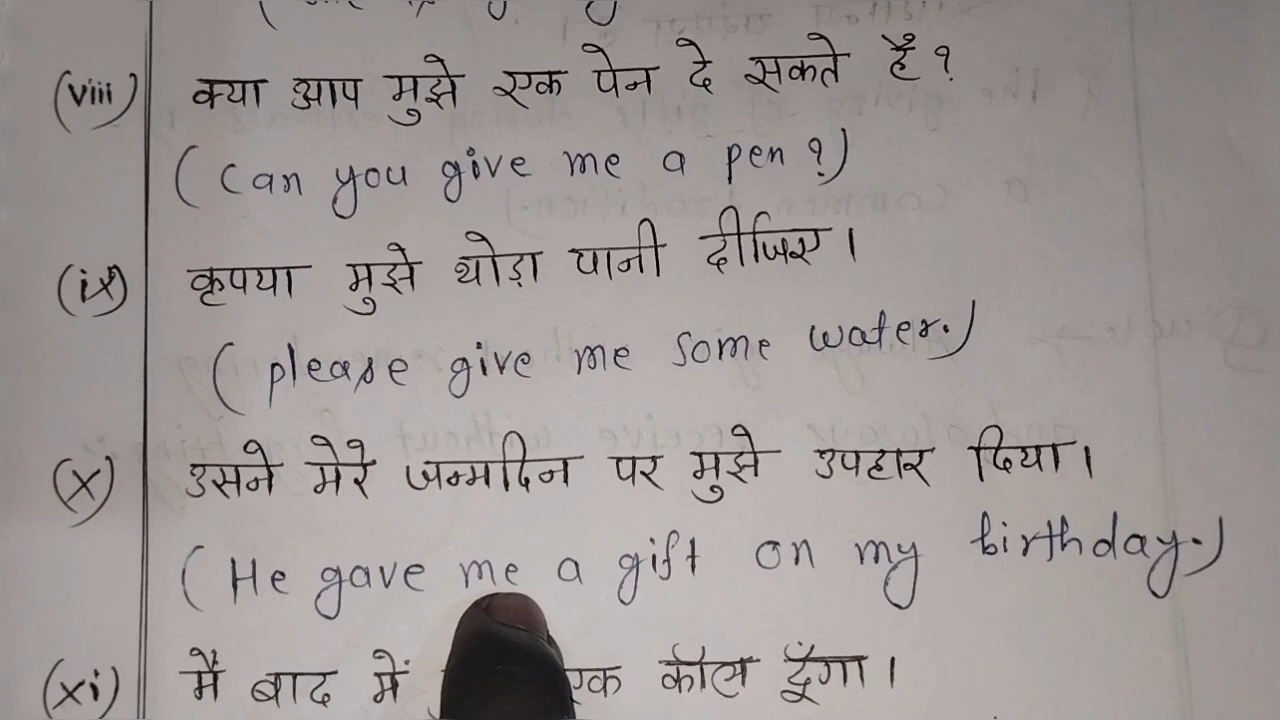 (viii) क्या आप मुझे एक पेन दे सकते हैं?
(Can you give me a pen?)
(ix) कृपया मुझे थोड़ा पानी दीजिए।
(please give me some water.)
(x) उसने मेरे जन्मदिन पर मुझे उपहार दिया।
(He gave me a gift on my birthday.)
(xi) मैं बाद में एक कॉल दूँगा।